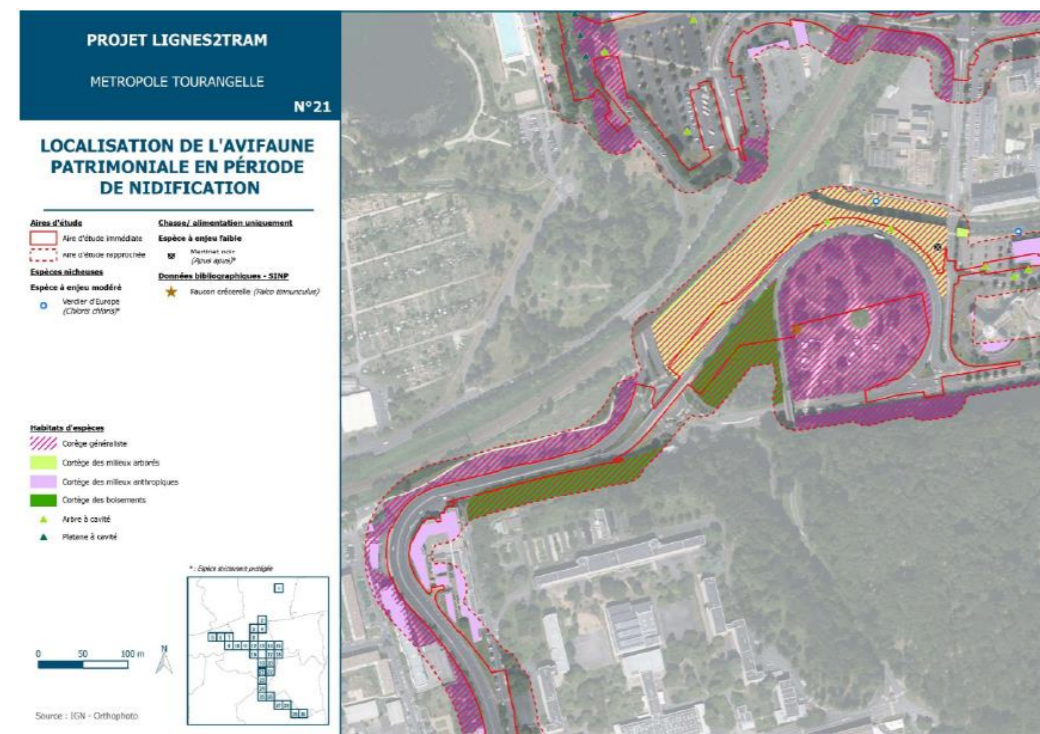 PROJET LIGNES2TRAM
METROPOLE TOURANGELLE
N°21
LOCALISATION DE L'AVIFAUNE
PATRIMONIALE EN PÉRIODE
DE NIDIFICATION
Aires d'étude
Aire d'étude immédiate
Aire d'étude rapprochée
Espèces nicheuses
Espèce à enjeu modéré
Verdier d'Europe
(Chloris chloris)*
Chasse/ alimentation uniquement
Espèce à enjeu faible
Martinet noir
(Apus apus)*
Données bibliographiques - SINP
Faucon crécerelle (Falco tinnunculus)
Habitats d'espèces
Corège généraliste
Cortège des milieux arborés
Cortège des milieux anthropiques
Cortège des boisements
Arbre à cavité
Platane à cavité
* : Espèce strictement protégée
0 50 100 m
N
Source : IGN - Orthophoto